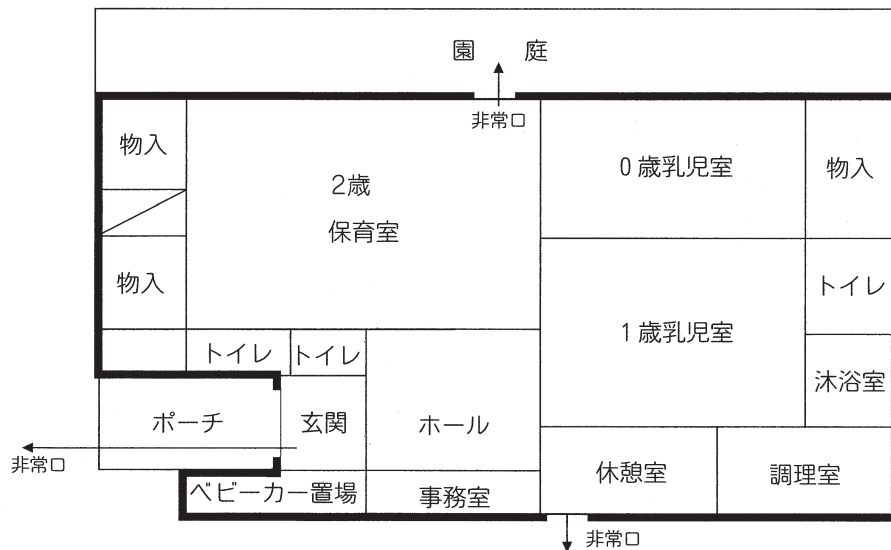 園　庭
非常口
物入
2歳
保育室
0歳乳児室
物入
物入
1歳乳児室
トイレ
トイレ
トイレ
沐浴室
ポーチ
玄関
ホール
非常口
休憩室
調理室
ベビーカー置場
事務室
非常口